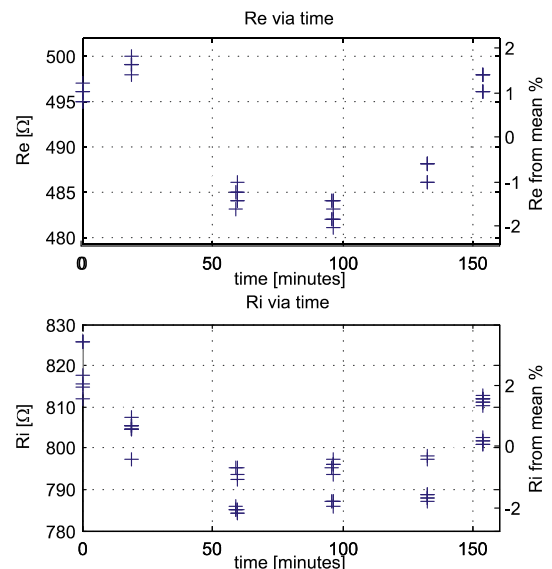 Re via time
500
495
490
485
480
Re [Ω]
2
1
0
-1
-2
Re from mean %
0 50 100 150
time [minutes]
Ri via time
830
820
810
800
790
780
Ri [Ω]
2
0
-2
Ri from mean %
0 50 100 150
time [minutes]